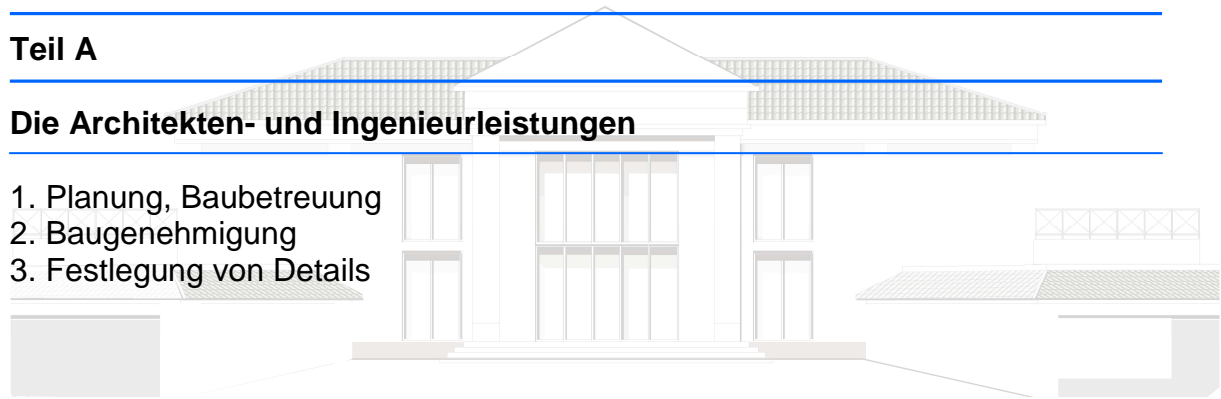 Teil A
Die Architekten- und Ingenieurleistungen
1. Planung, Baubetreuung
2. Baugenehmigung
3. Festlegung von Details